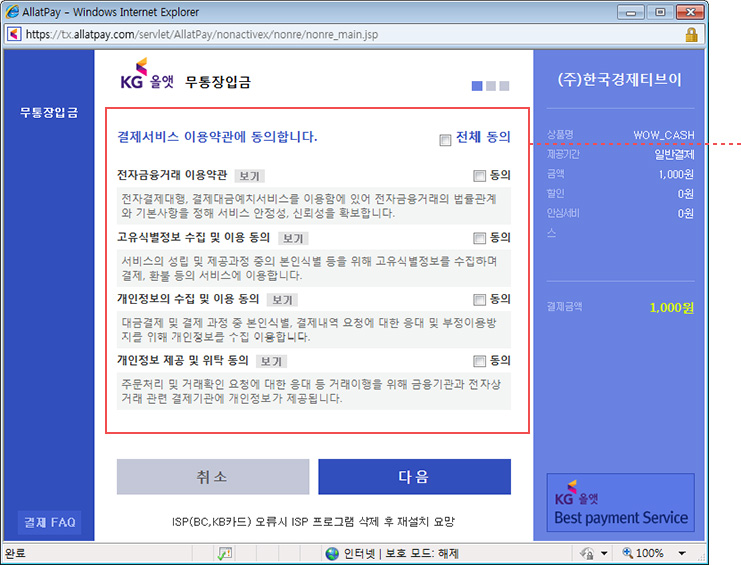 AllatPay - Windows Internet Explorer
https://tx.allatpay.com/servlet/AllatPay/nonactivex/nonre/nonre_main.jsp
무통장입금
KG 올앳 무통장입금
결제서비스 이용약관에 동의합니다.
전체 동의
전자금융거래 이용약관 보기
동의
전자결제대행, 결제대금예치서비스를 이용함에 있어 전자금융거래의 법률관계
와 기본사항을 정해 서비스 안정성, 신뢰성을 확보합니다.
고유식별정보 수집 및 이용 동의 보기
동의
서비스의 성립 및 제공과정 중의 본인식별 등을 위해 고유식별정보를 수집하며
결제, 환불 등의 서비스에 이용합니다.
개인정보의 수집 및 이용 동의 보기
동의
대금결제 및 결제 과정 중 본인식별, 결제내역 요청에 대한 응대 및 부정이용방
지를 위해 개인정보를 수집 이용합니다.
개인정보 제공 및 위탁 동의 보기
동의
주문처리 및 거래확인 요청에 대한 응대 등 거래이행을 위해 금융기관과 전자상
거래 관련 결제기관에 개인정보가 제공됩니다.
취소
다음
ISP(BC,KB카드) 오류시 ISP 프로그램 삭제 후 재설치 요망
결제 FAQ
(주)한국경제티브이
상품명 WOW_CASH
제공기간 일반결제
금액 1,000원
할인 0원
안심서비 0원
스
결제금액 1,000원
KG 올앳
Best payment Service
완료
인터넷 | 보호 모드: 해제
100%